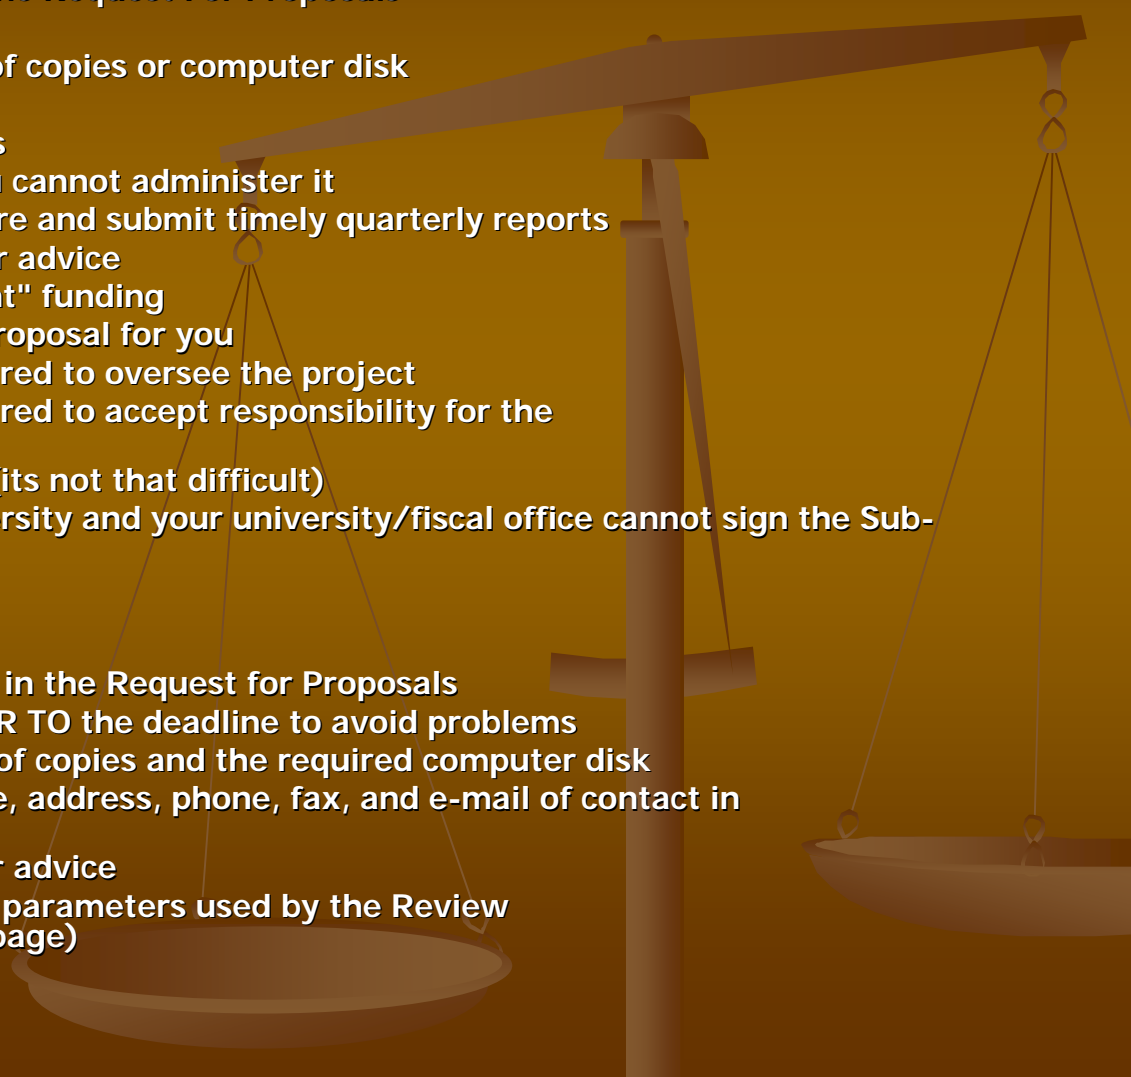 Request For Proposals
of copies or computer disk
s
cannot administer it
re and submit timely quarterly reports
r advice
nt" funding
roposal for you
red to oversee the project
red to accept responsibility for the
(its not that difficult)
rsity and your university/fiscal office cannot sign the Sub-
in the Request for Proposals
R TO the deadline to avoid problems
of copies and the required computer disk
e, address, phone, fax, and e-mail of contact in
r advice
parameters used by the Review
page)